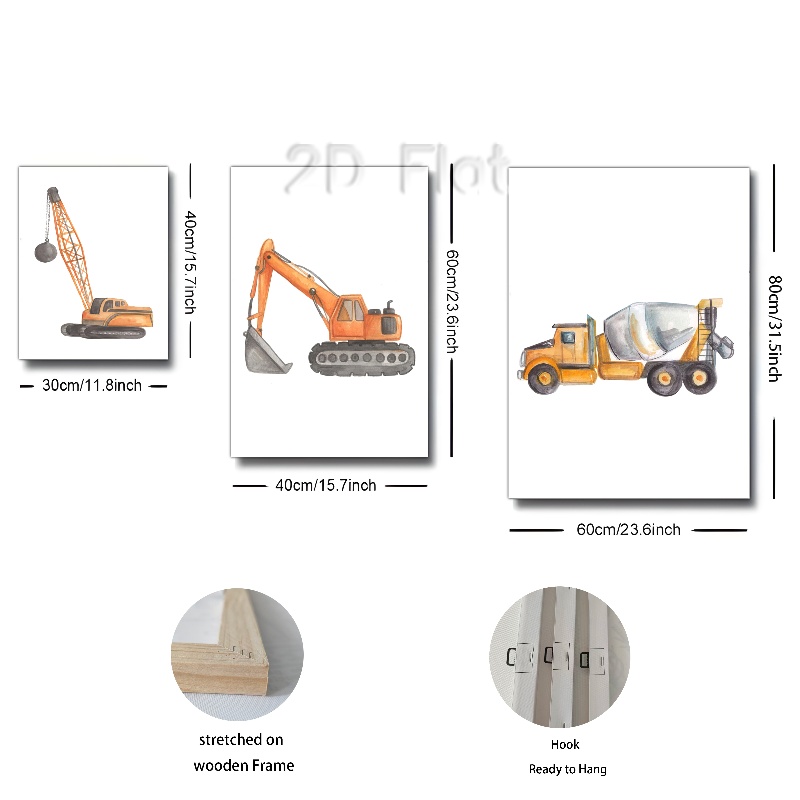 2D Flat
40cm/15.7inch
30cm/11.8inch
60cm/23.6inch
40cm/15.7inch
80cm/31.5inch
60cm/23.6inch
stretched on
wooden Frame
Hook
Ready to Hang